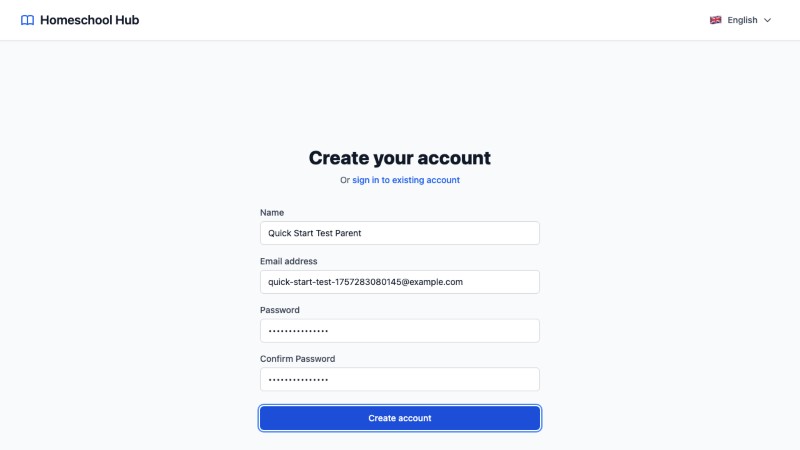 Homeschool Hub
English
Create your account
Or sign in to existing account
Name
Quick Start Test Parent
Email address
quick-start-test-1757283080145@example.com
Password
•••••••••••••••
Confirm Password
•••••••••••••••
Create account